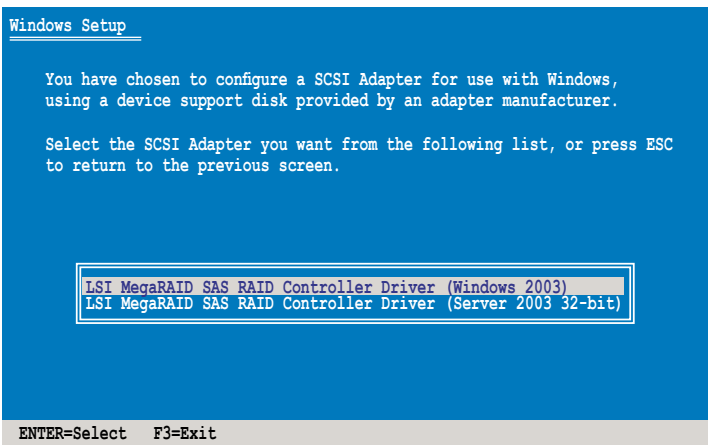 Windows Setup
You have chosen to configure a SCSI Adapter for use with Windows,
using a device support disk provided by an adapter manufacturer.
Select the SCSI Adapter you want from the following list, or press ESC
to return to the previous screen.
LSI MegaRAID SAS RAID Controller Driver (Windows 2003)
LSI MegaRAID SAS RAID Controller Driver (Server 2003 32-bit)
ENTER=Select F3=Exit